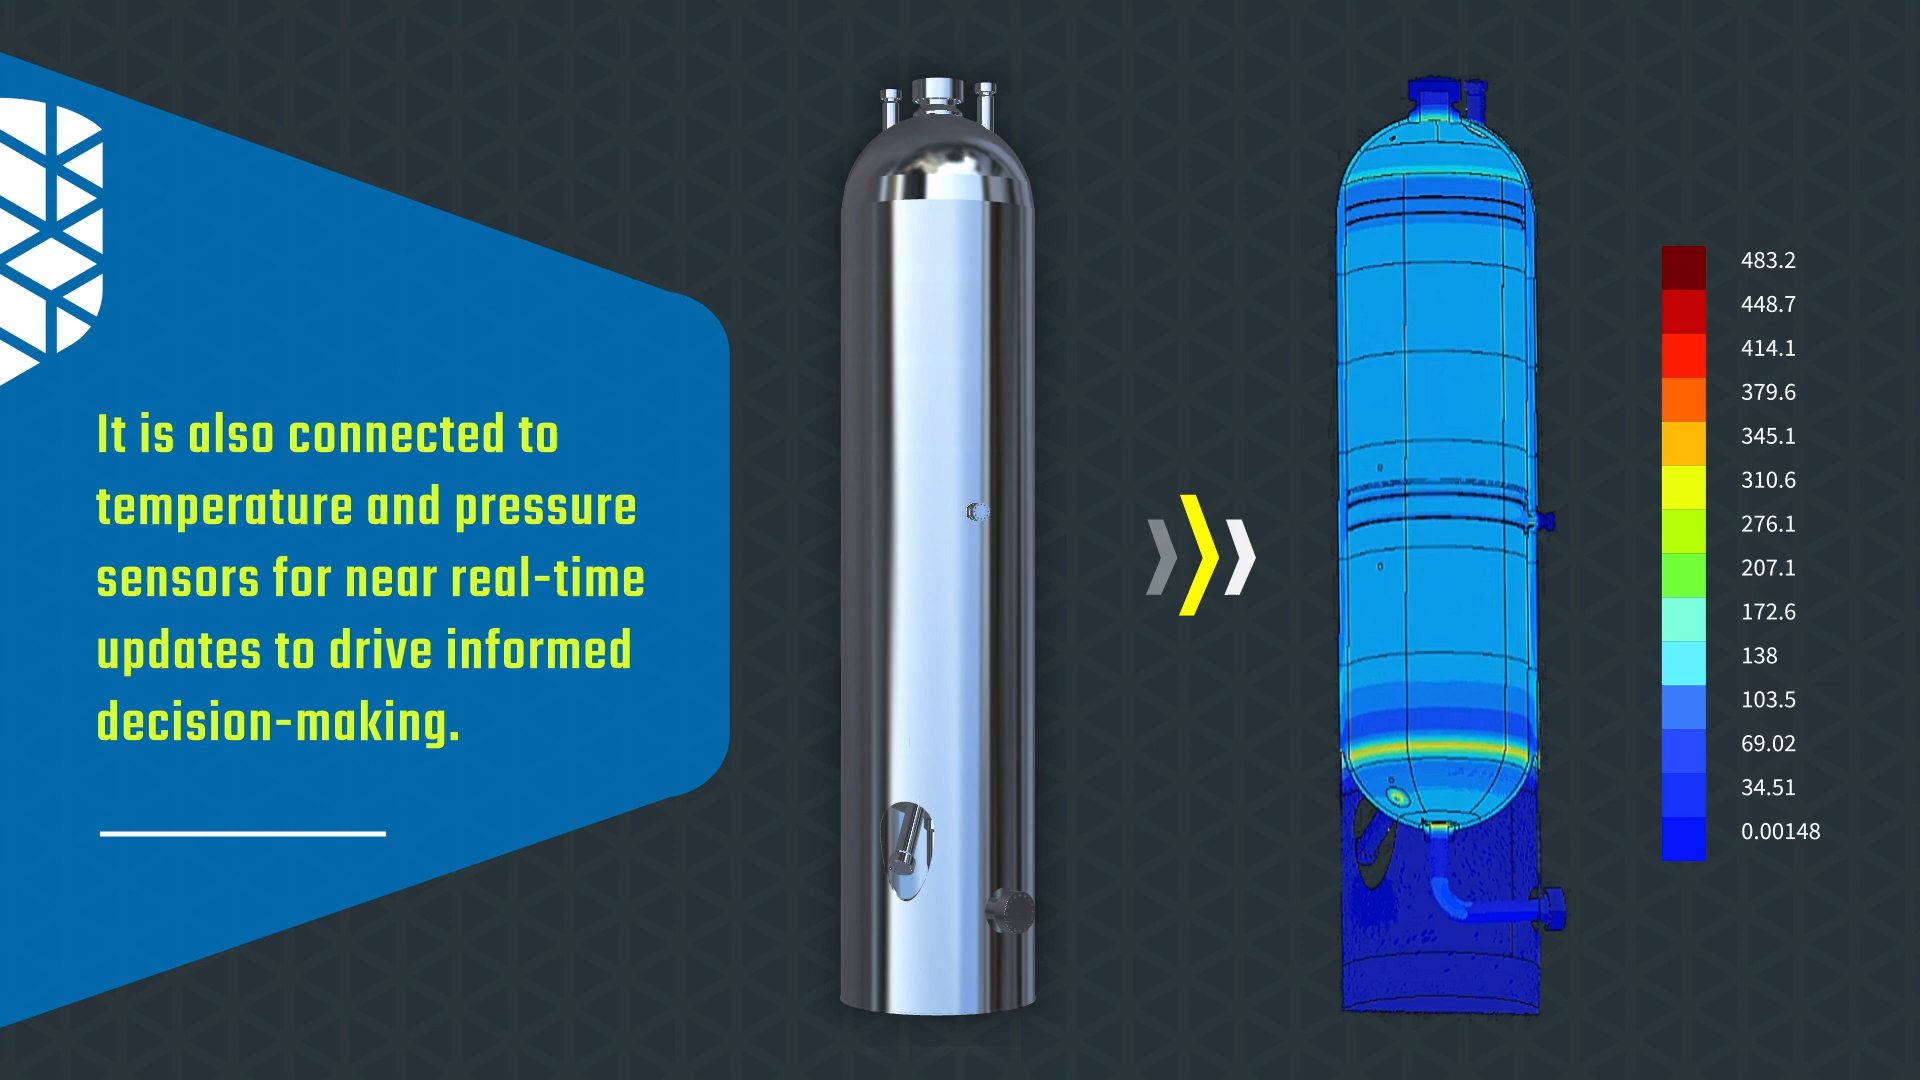 It is also connected to
temperature and pressure
sensors for near real-time
updates to drive informed
decision-making.
483.2
448.7
414.1
379.6
345.1
310.6
276.1
207.1
172.6
138
103.5
69.02
34.51
0.00148